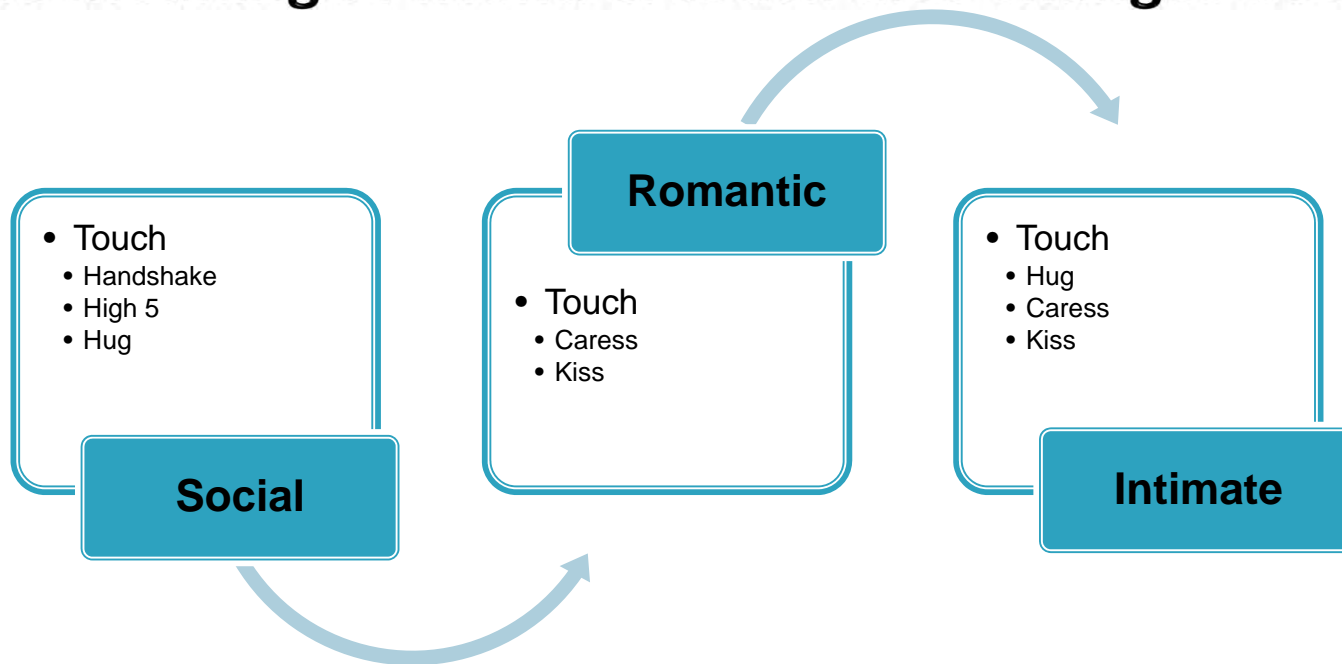 • Touch
• Handshake
• High 5
• Hug
Social
Romantic
• Touch
• Caress
• Kiss
• Touch
• Hug
• Caress
• Kiss
Intimate